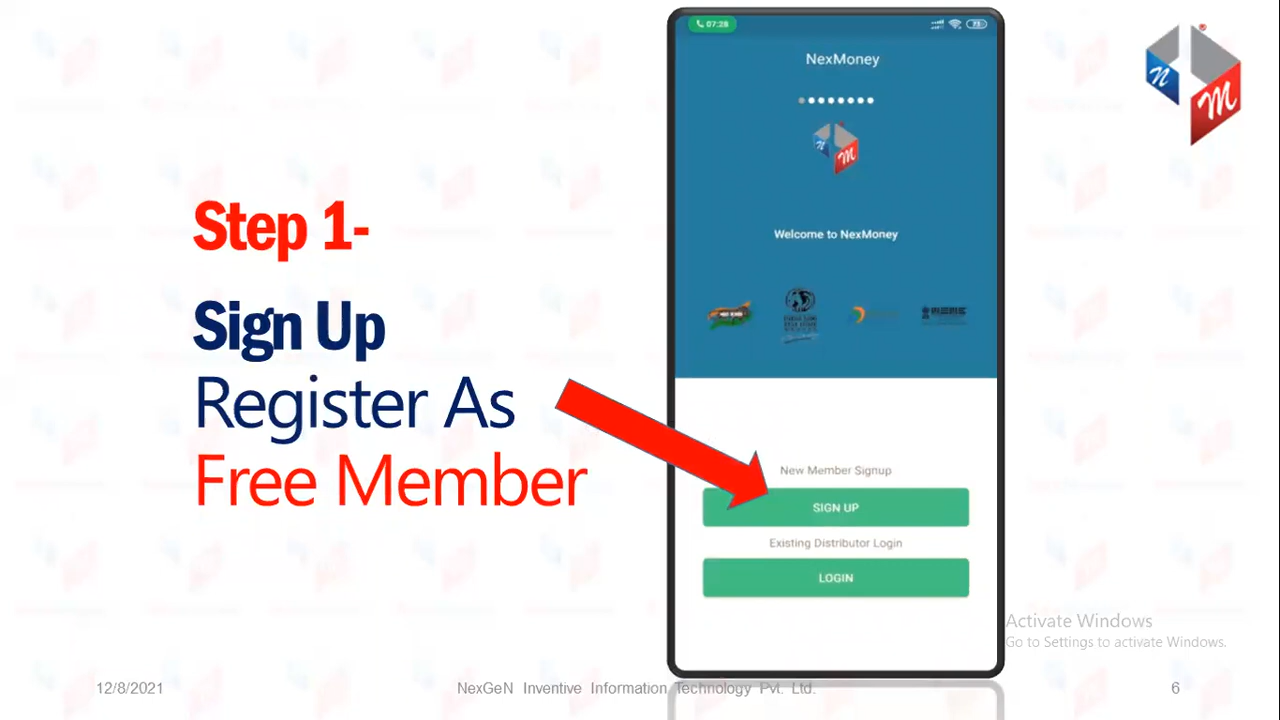 07:28
73
NexMoney
n M
n M
Welcome to NexMoney
Step 1-
Sign Up
Register As
Free Member
New Member Signup
SIGN UP
Existing Distributor Login
LOGIN
Activate Windows
Go to Settings to activate Windows.
12/8/2021
NexGeN Inventive Information Technology Pvt. Ltd.
6